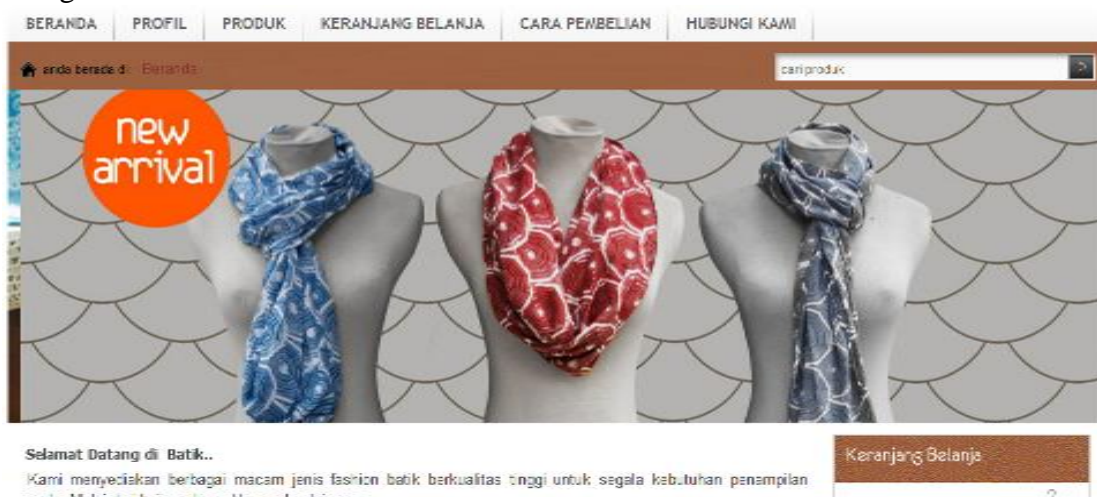 BERANDA PROFIL PRODUK KERANJANG BELANJA CARA PEMBELIAN HUBUNGI KAMI
anda berada di Beranda
cari produk
new
arrival
Selamat Datang di Batik..
Keranjang Belanja
Kami menyediakan berbagai macam jenis fashion batik berkualitas tinggi untuk segala kebutuhan penampilan